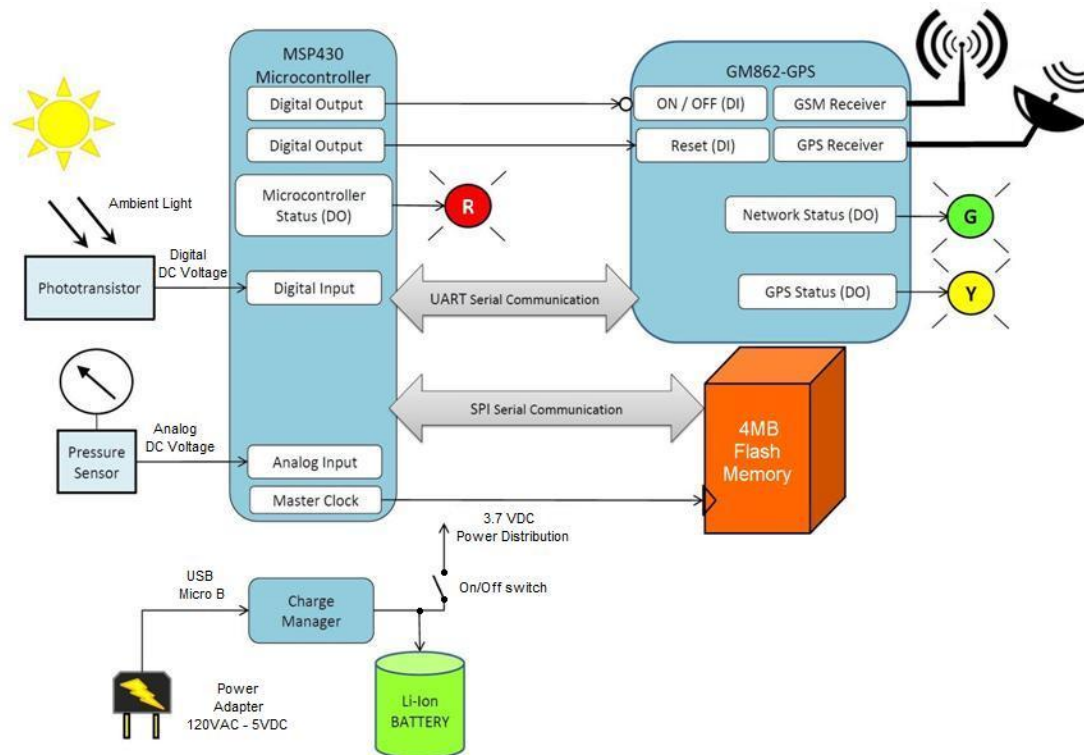 MSP430
Microcontroller
Digital Output
Digital Output
Microcontroller
Status (DO)
Digital Input
Analog Input
Master Clock
GM862-GPS
ON / OFF (DI)
GSM Receiver
Reset (DI)
GPS Receiver
Network Status (DO)
GPS Status (DO)
R
G
Y
Ambient Light
Digital
DC Voltage
Phototransistor
UART Serial Communication
SPI Serial Communication
4MB
Flash
Memory
Analog
DC Voltage
Pressure
Sensor
3.7 VDC
Power Distribution
On/Off switch
USB
Micro B
Charge
Manager
Power
Adapter
120VAC - 5VDC
Li-Ion
BATTERY